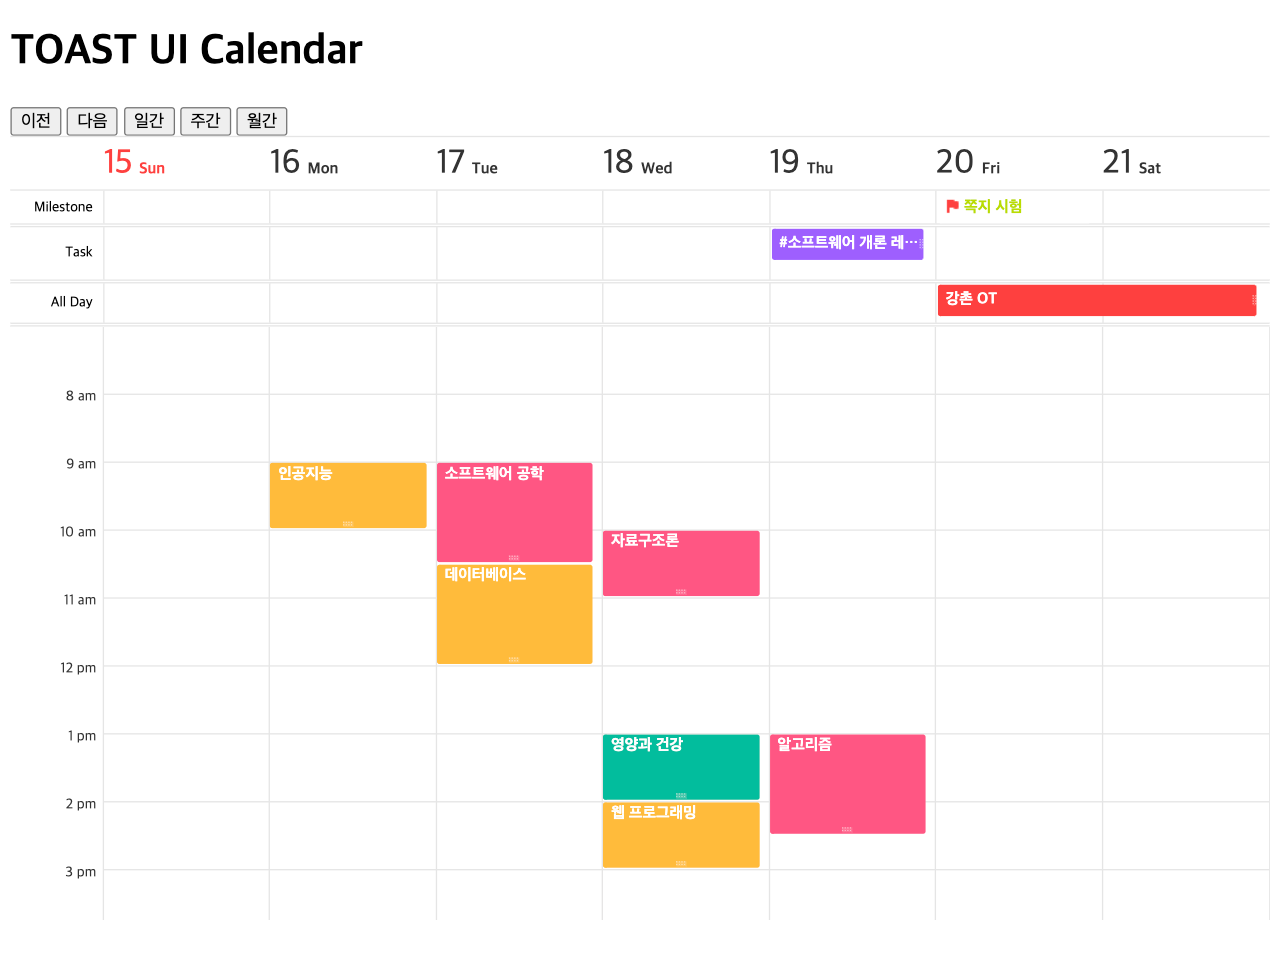 TOAST UI Calendar
이전 다음 일간 주간 월간
15 Sun 16 Mon 17 Tue 18 Wed 19 Thu 20 Fri 21 Sat
Milestone 쪽지 시험
Task #소프트웨어 개론 레…
All Day 강촌 OT
8 am
9 am
인공지능 소프트웨어 공학
10 am
자료구조론
데이터베이스
11 am
12 pm
1 pm
영양과 건강 알고리즘
2 pm
웹 프로그래밍
3 pm